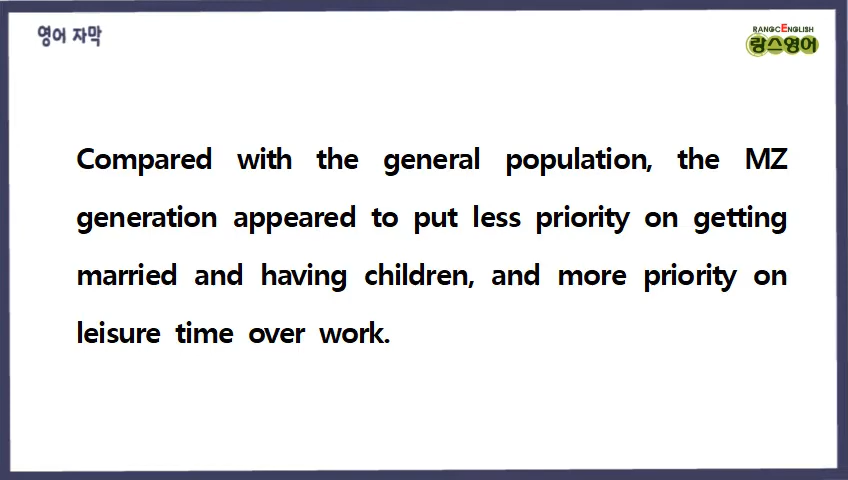 영어 자막
RANGCENGLISH
랑스영어
Compared with the general population, the MZ
generation appeared to put less priority on getting
married and having children, and more priority on
leisure time over work.